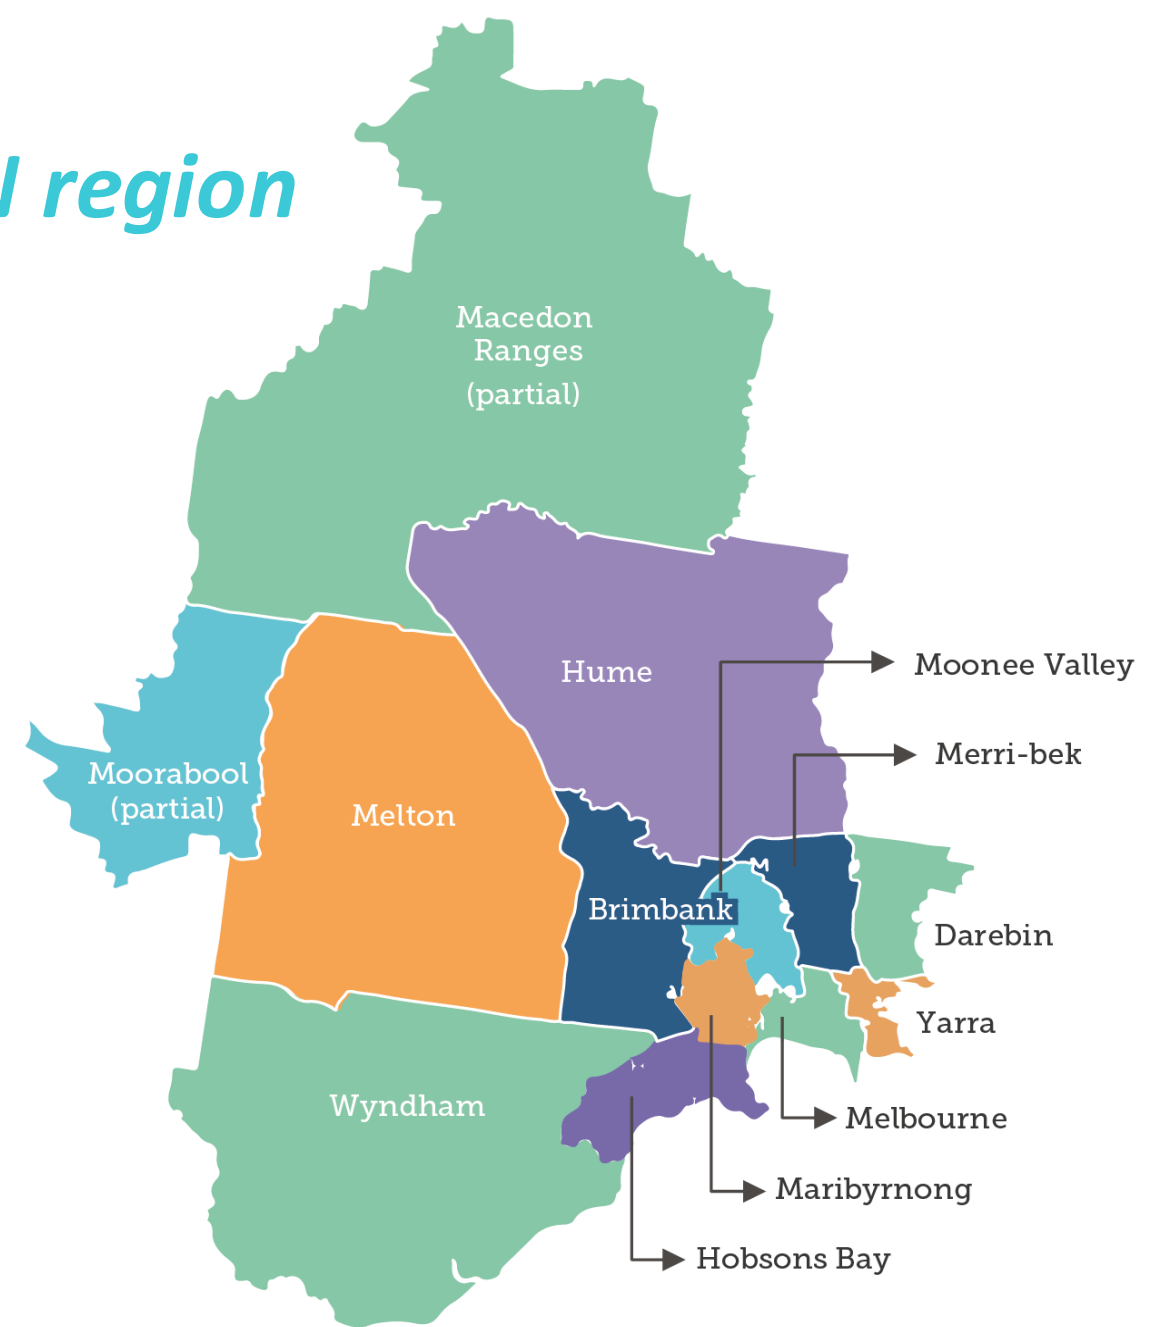 region
Macedon
Ranges
(partial)
Hume
Moonee Valley
Merri-bek
Moorabool
(partial)
Melton
Brimbank
Darebin
Yarra
Wyndham
Melbourne
Maribyrnong
Hobsons Bay